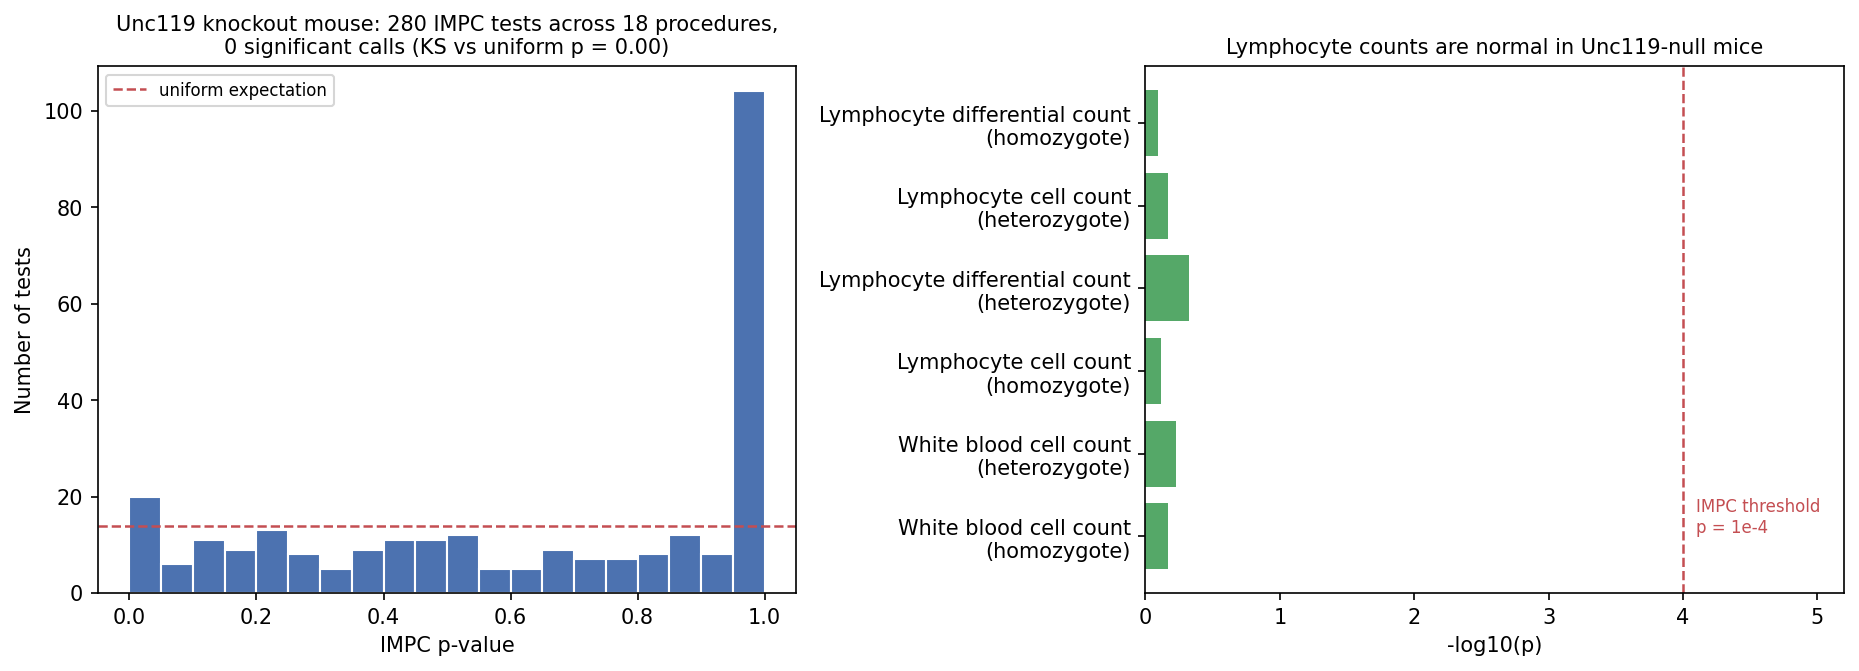 Unc119 knockout mouse: 280 IMPC tests across 18 procedures,
0 significant calls (KS vs uniform p = 0.00)
uniform expectation
Number of tests
100
80
60
40
20
0
0.0
0.2
0.4
0.6
0.8
1.0
IMPC p-value
Lymphocyte counts are normal in Unc119-null mice
Lymphocyte differential count
(homozygote)
Lymphocyte cell count
(heterozygote)
Lymphocyte differential count
(heterozygote)
Lymphocyte cell count
(homozygote)
White blood cell count
(heterozygote)
White blood cell count
(homozygote)
IMPC threshold
p = 1e-4
0
1
2
3
4
5
-log10(p)